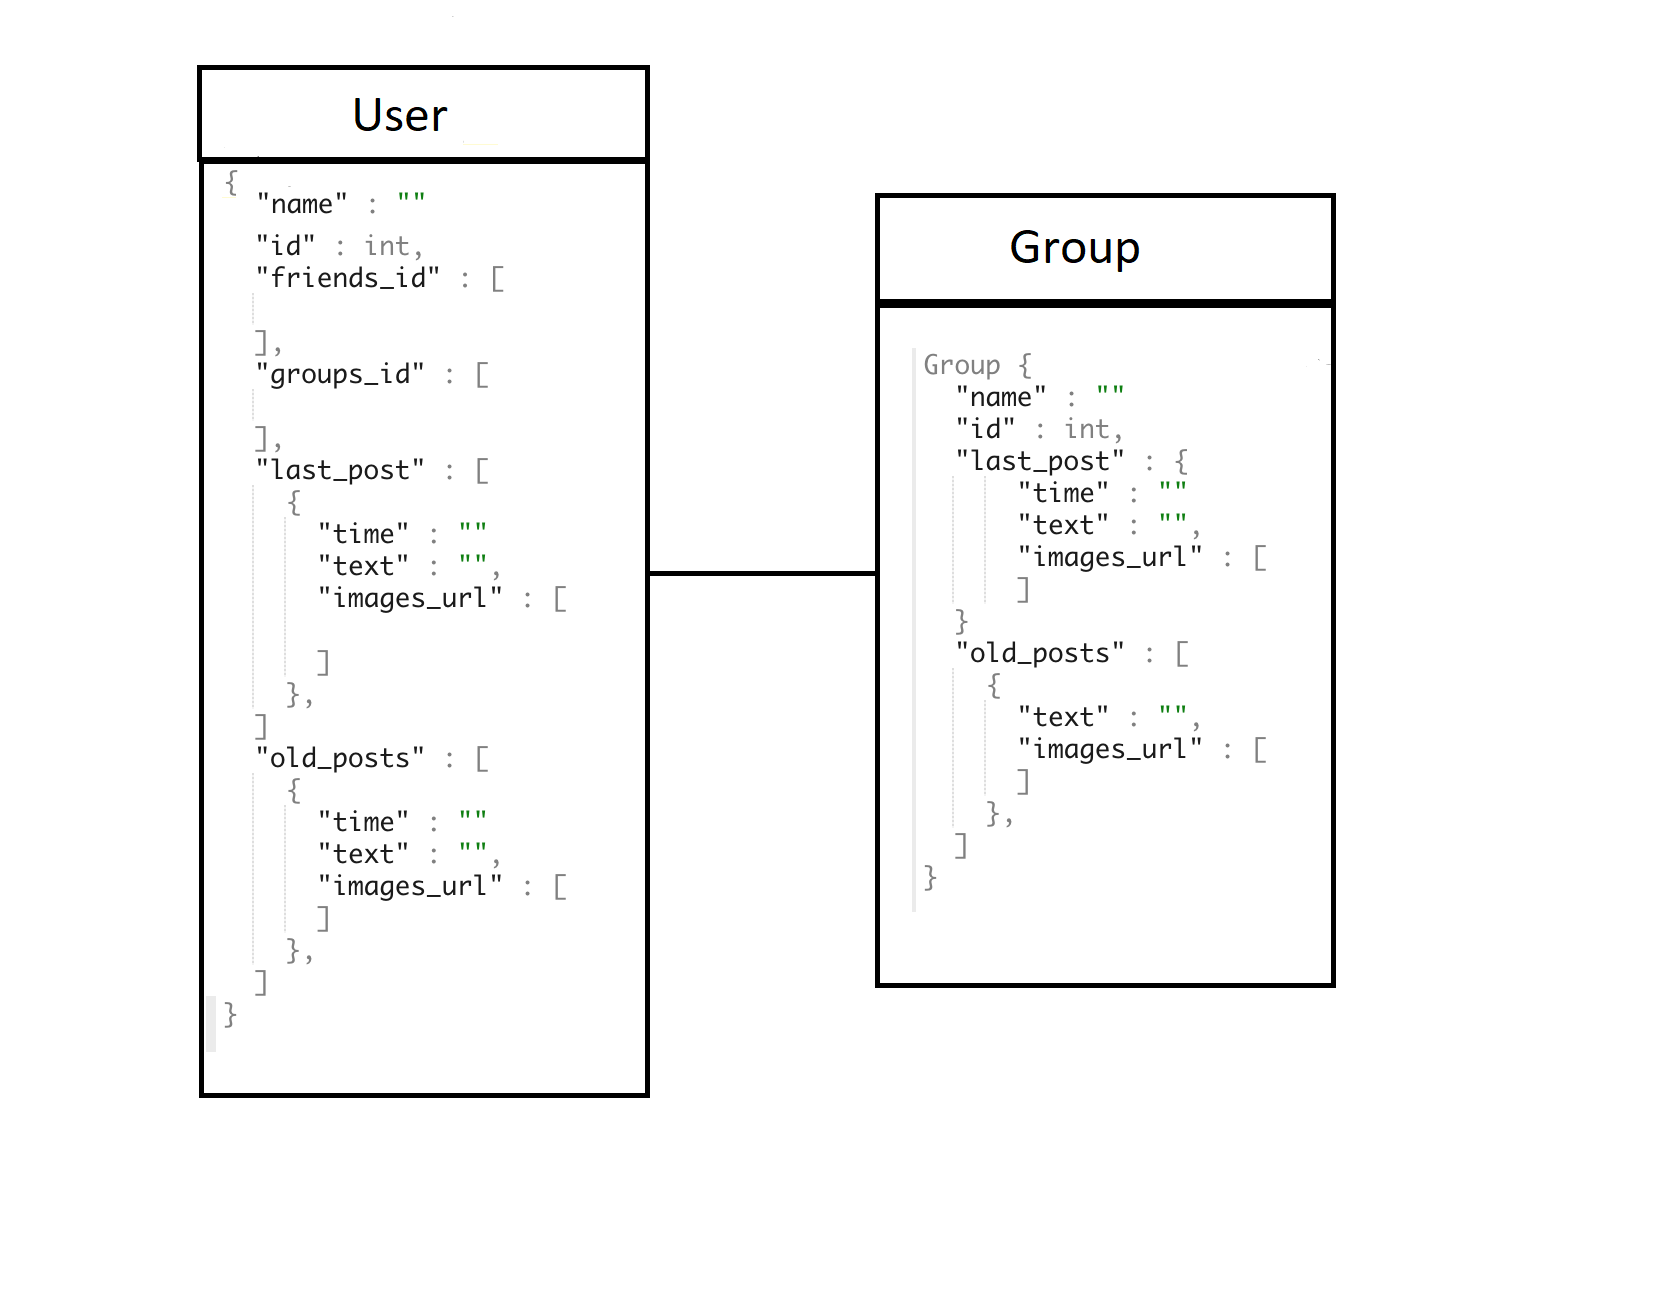 User
{
"name" : ""
"id" : int,
"friends_id" : [
],
"groups_id" : [
],
"last_post" : [
{
"time" : ""
"text" : "",
"images_url" : [
]
},
]
"old_posts" : [
{
"time" : ""
"text" : "",
"images_url" : [
]
},
]
}
Group
Group {
"name" : ""
"id" : int,
"last_post" : {
"time" : ""
"text" : "",
"images_url" : [
]
}
"old_posts" : [
{
"text" : "",
"images_url" : [
]
},
]
}